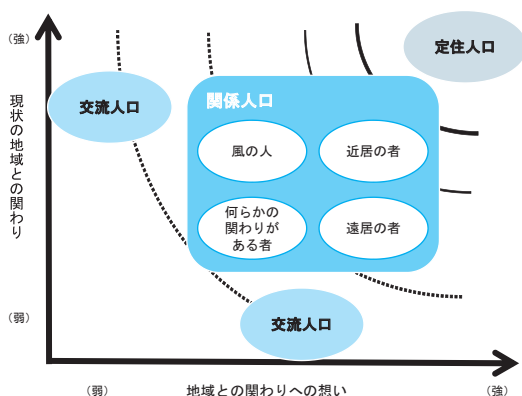 （強）
定住人口
交流人口
関係人口
現状の地域との関わり
風の人
近居の者
何らかの
関わりが
ある者
遠居の者
（弱）
交流人口
（弱）
地域との関わりへの想い
（強）